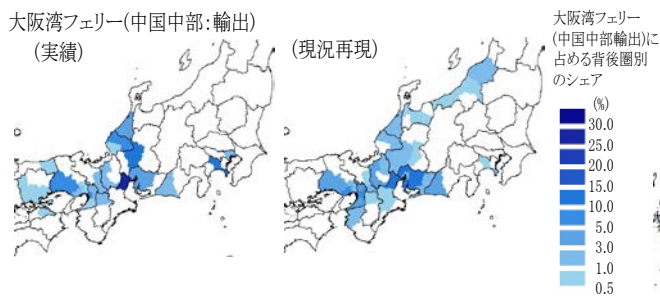 大阪湾フェリー(中国中部:輸出)
(実績)
(現況再現)
大阪湾フェリー
(中国中部輸出)に
占める背後圏別
のシェア
(%)
30.0
25.0
20.0
15.0
10.0
5.0
3.0
1.0
0.5